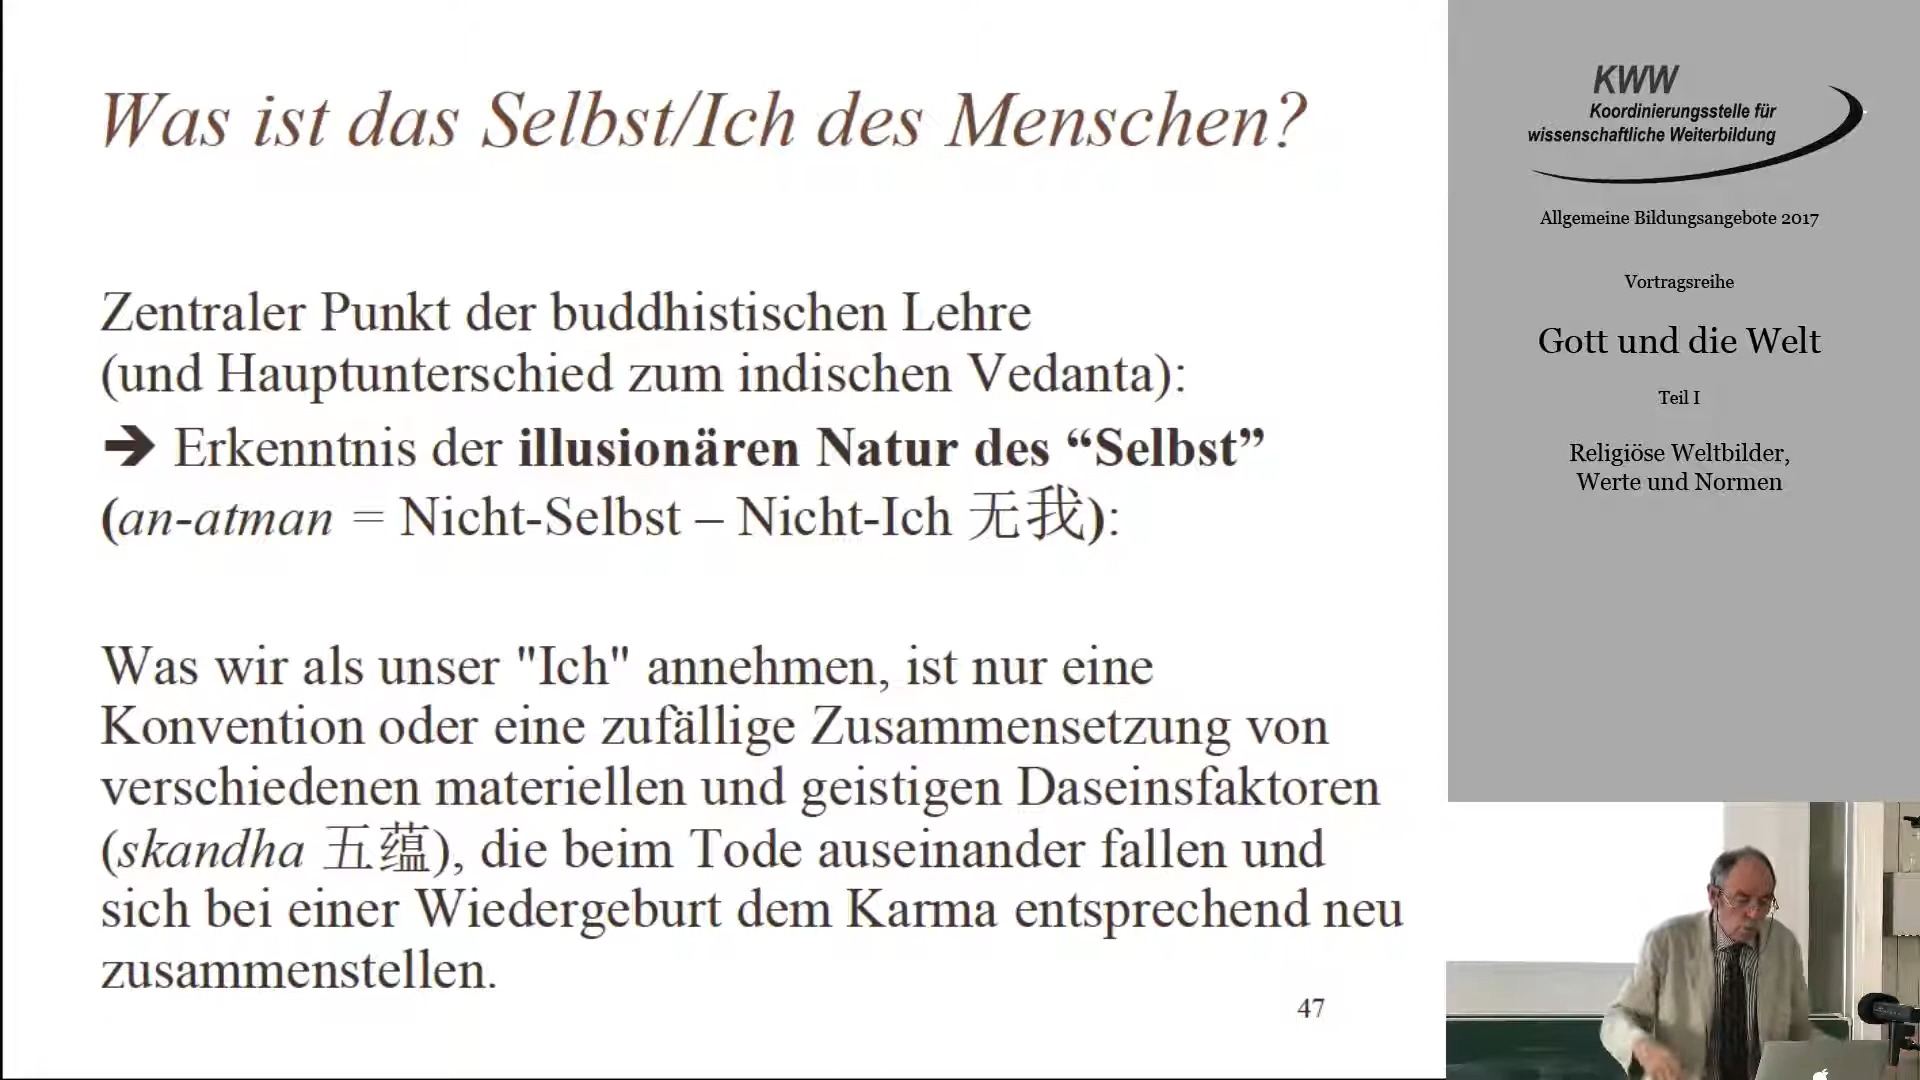 Was ist das Selbst/Ich des Menschen?
Zentraler Punkt der buddhistischen Lehre
(und Hauptunterschied zum indischen Vedanta):
➔ Erkenntnis der illusionären Natur des “Selbst”
(an-atman = Nicht-Selbst – Nicht-Ich 无我):
Was wir als unser "Ich" annehmen, ist nur eine
Konvention oder eine zufällige Zusammensetzung von
verschiedenen materiellen und geistigen Daseinsfaktoren
(skandha 五蕴), die beim Tode auseinander fallen und
sich bei einer Wiedergeburt dem Karma entsprechend neu
zusammenstellen.
47
KWW
Koordinierungsstelle für
wissenschaftliche Weiterbildung
Allgemeine Bildungsangebote 2017
Vortragsreihe
Gott und die Welt
Teil I
Religiöse Weltbilder,
Werte und Normen